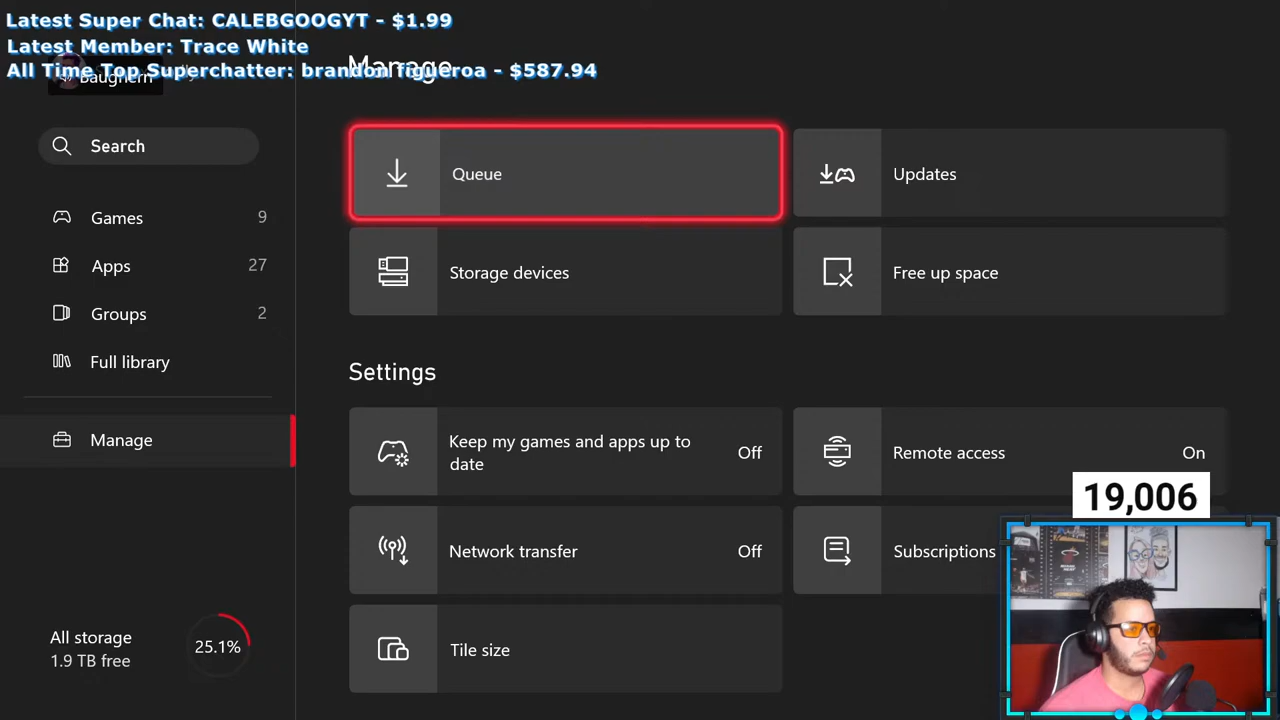 Latest Super Chat: CALEBGOOGYT - $1.99
Latest Member: Trace White
All Time Top Superchatter: brandon figueroa - $587.94
Manage
baughern
Search
Games 9
Apps 27
Groups 2
Full library
Manage
All storage
1.9 TB free
25.1%
Queue
Updates
Storage devices
Free up space
Settings
Keep my games and apps up to
date
Off
Remote access On
Network transfer Off
Subscriptions
Tile size
19,006